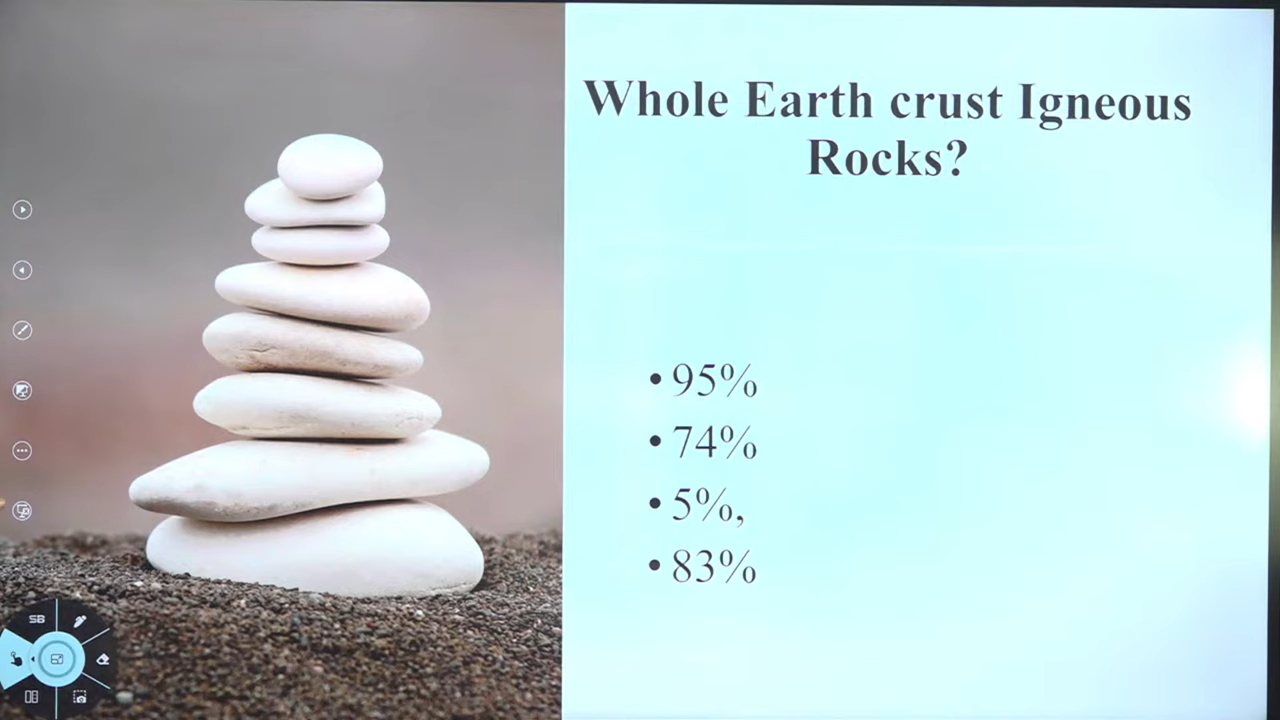 Whole Earth crust Igneous
Rocks?
• 95%
• 74%
• 5%,
• 83%
SB